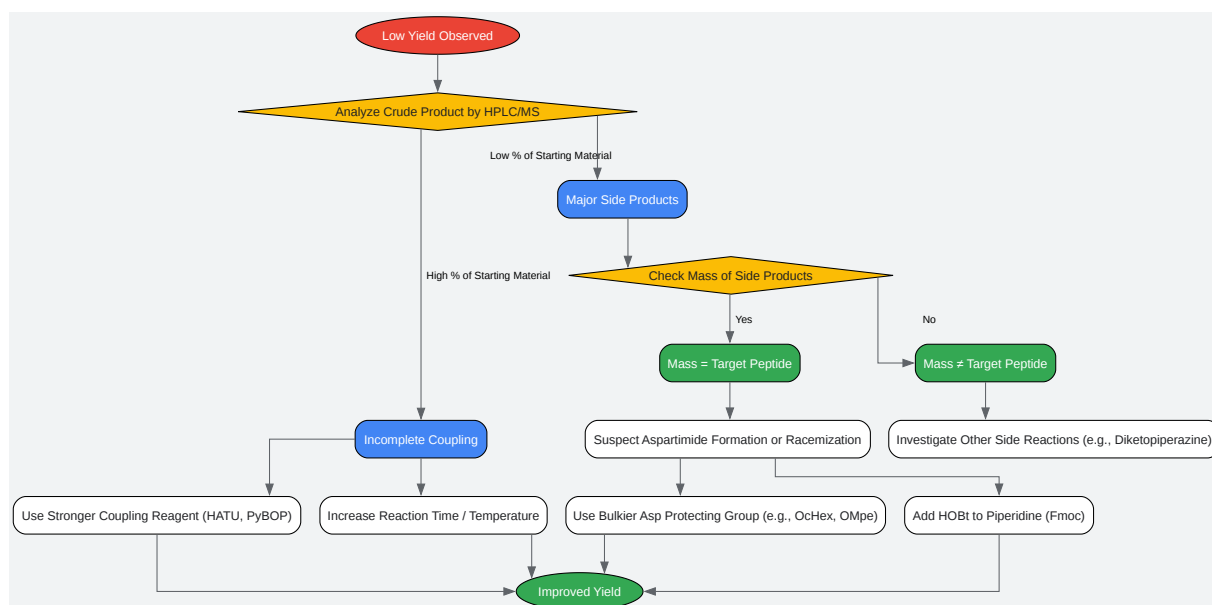 Low Yield Observed
Analyze Crude Product by HPLC/MS
Low % of Starting Material
Major Side Products
High % of Starting Material
Check Mass of Side Products
Yes
No
Mass = Target Peptide
Mass ≠ Target Peptide
Incomplete Coupling
Suspect Aspartimide Formation or Racemization
Investigate Other Side Reactions (e.g., Diketopiperazine)
Use Stronger Coupling Reagent (HATU, PyBOP)
Increase Reaction Time / Temperature
Use Bulkier Asp Protecting Group (e.g., OcHex, OMpe)
Add HOBt to Piperidine (Fmoc)
Improved Yield